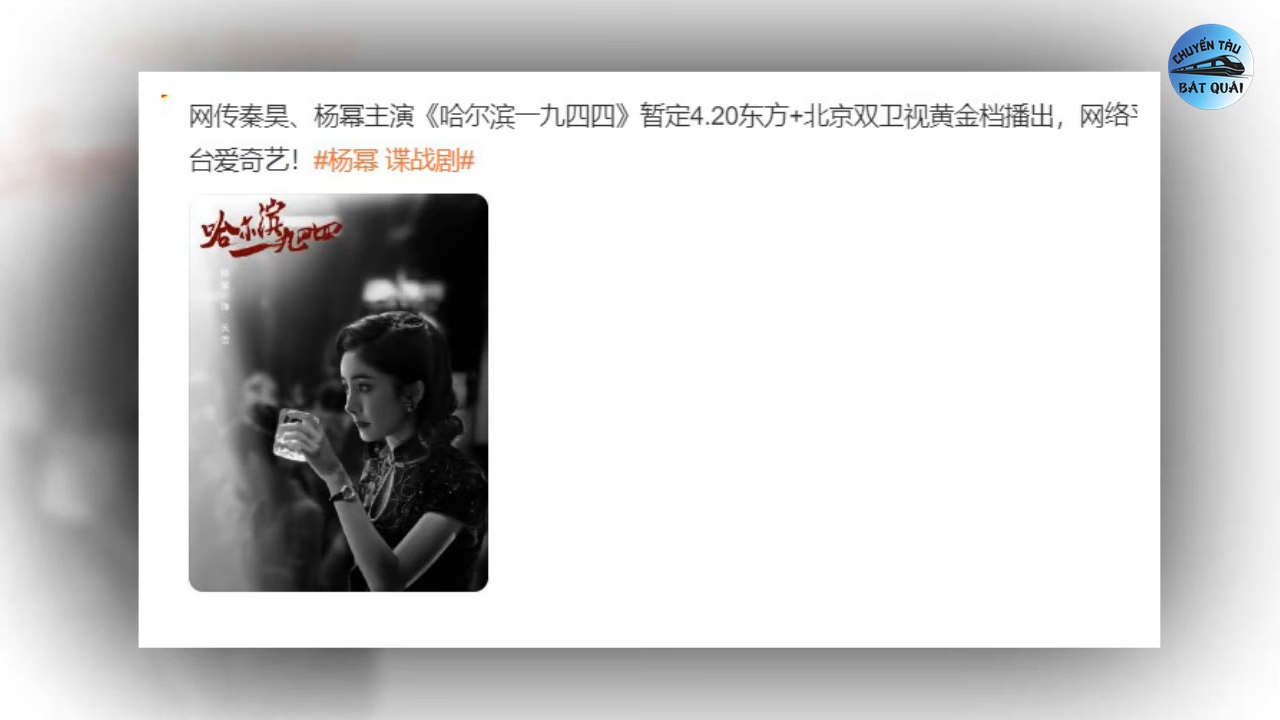 CHUYẾN TÀU
BÁT QUÁI
网传秦昊、杨幂主演《哈尔滨一九四四》暂定4.20东方+北京双卫视黄金档播出，网络平
台爱奇艺！#杨幂 谍战剧#
哈尔滨
一九四四